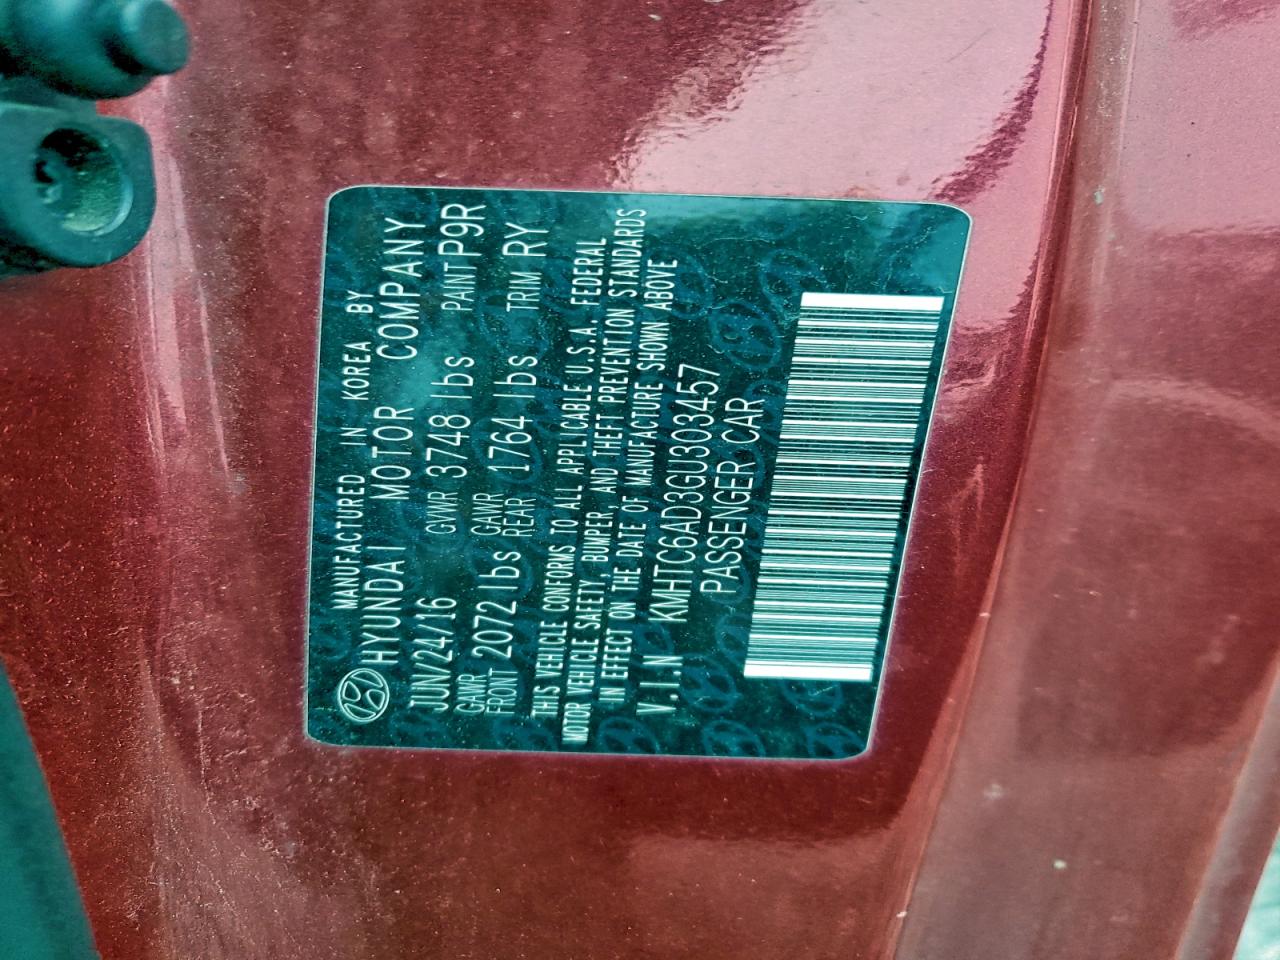 MANUFACTURED IN KOREA BY
HYUNDAI MOTOR COMPANY
JUN/24/16 GVWR 3748 lbs PAINT P9R
GAWR FRONT 2072 lbs GAWR REAR 1764 lbs TRIM RY
THIS VEHICLE CONFORMS TO ALL APPLICABLE U.S.A. FEDERAL
MOTOR VEHICLE SAFETY, BUMPER, AND THEFT PREVENTION STANDARDS
IN EFFECT ON THE DATE OF MANUFACTURE SHOWN ABOVE
V.I.N KMHTC6AD3GU303457
PASSENGER CAR